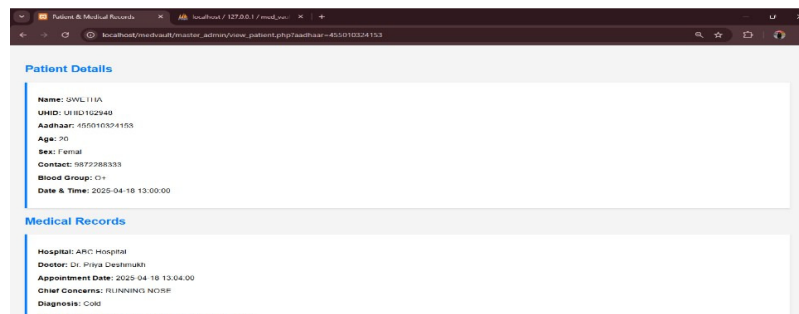 Patient & Medical Records
localhost / 127.0.0.1 / med_va
localhost/medvault/master_admin/view_patient.php?aadhaar=455010324153
Patient Details
Name: SWETHA
UHID: UHID162948
Aadhaar: 455010324153
Age: 20
Sex: Femal
Contact: 9872288333
Blood Group: O+
Date & Time: 2025-04-18 13:00:00
Medical Records
Hospital: ABC Hospital
Doctor: Dr. Priya Deshmukh
Appointment Date: 2025-04-18 13:04:00
Chief Concerns: RUNNING NOSE
Diagnosis: Cold